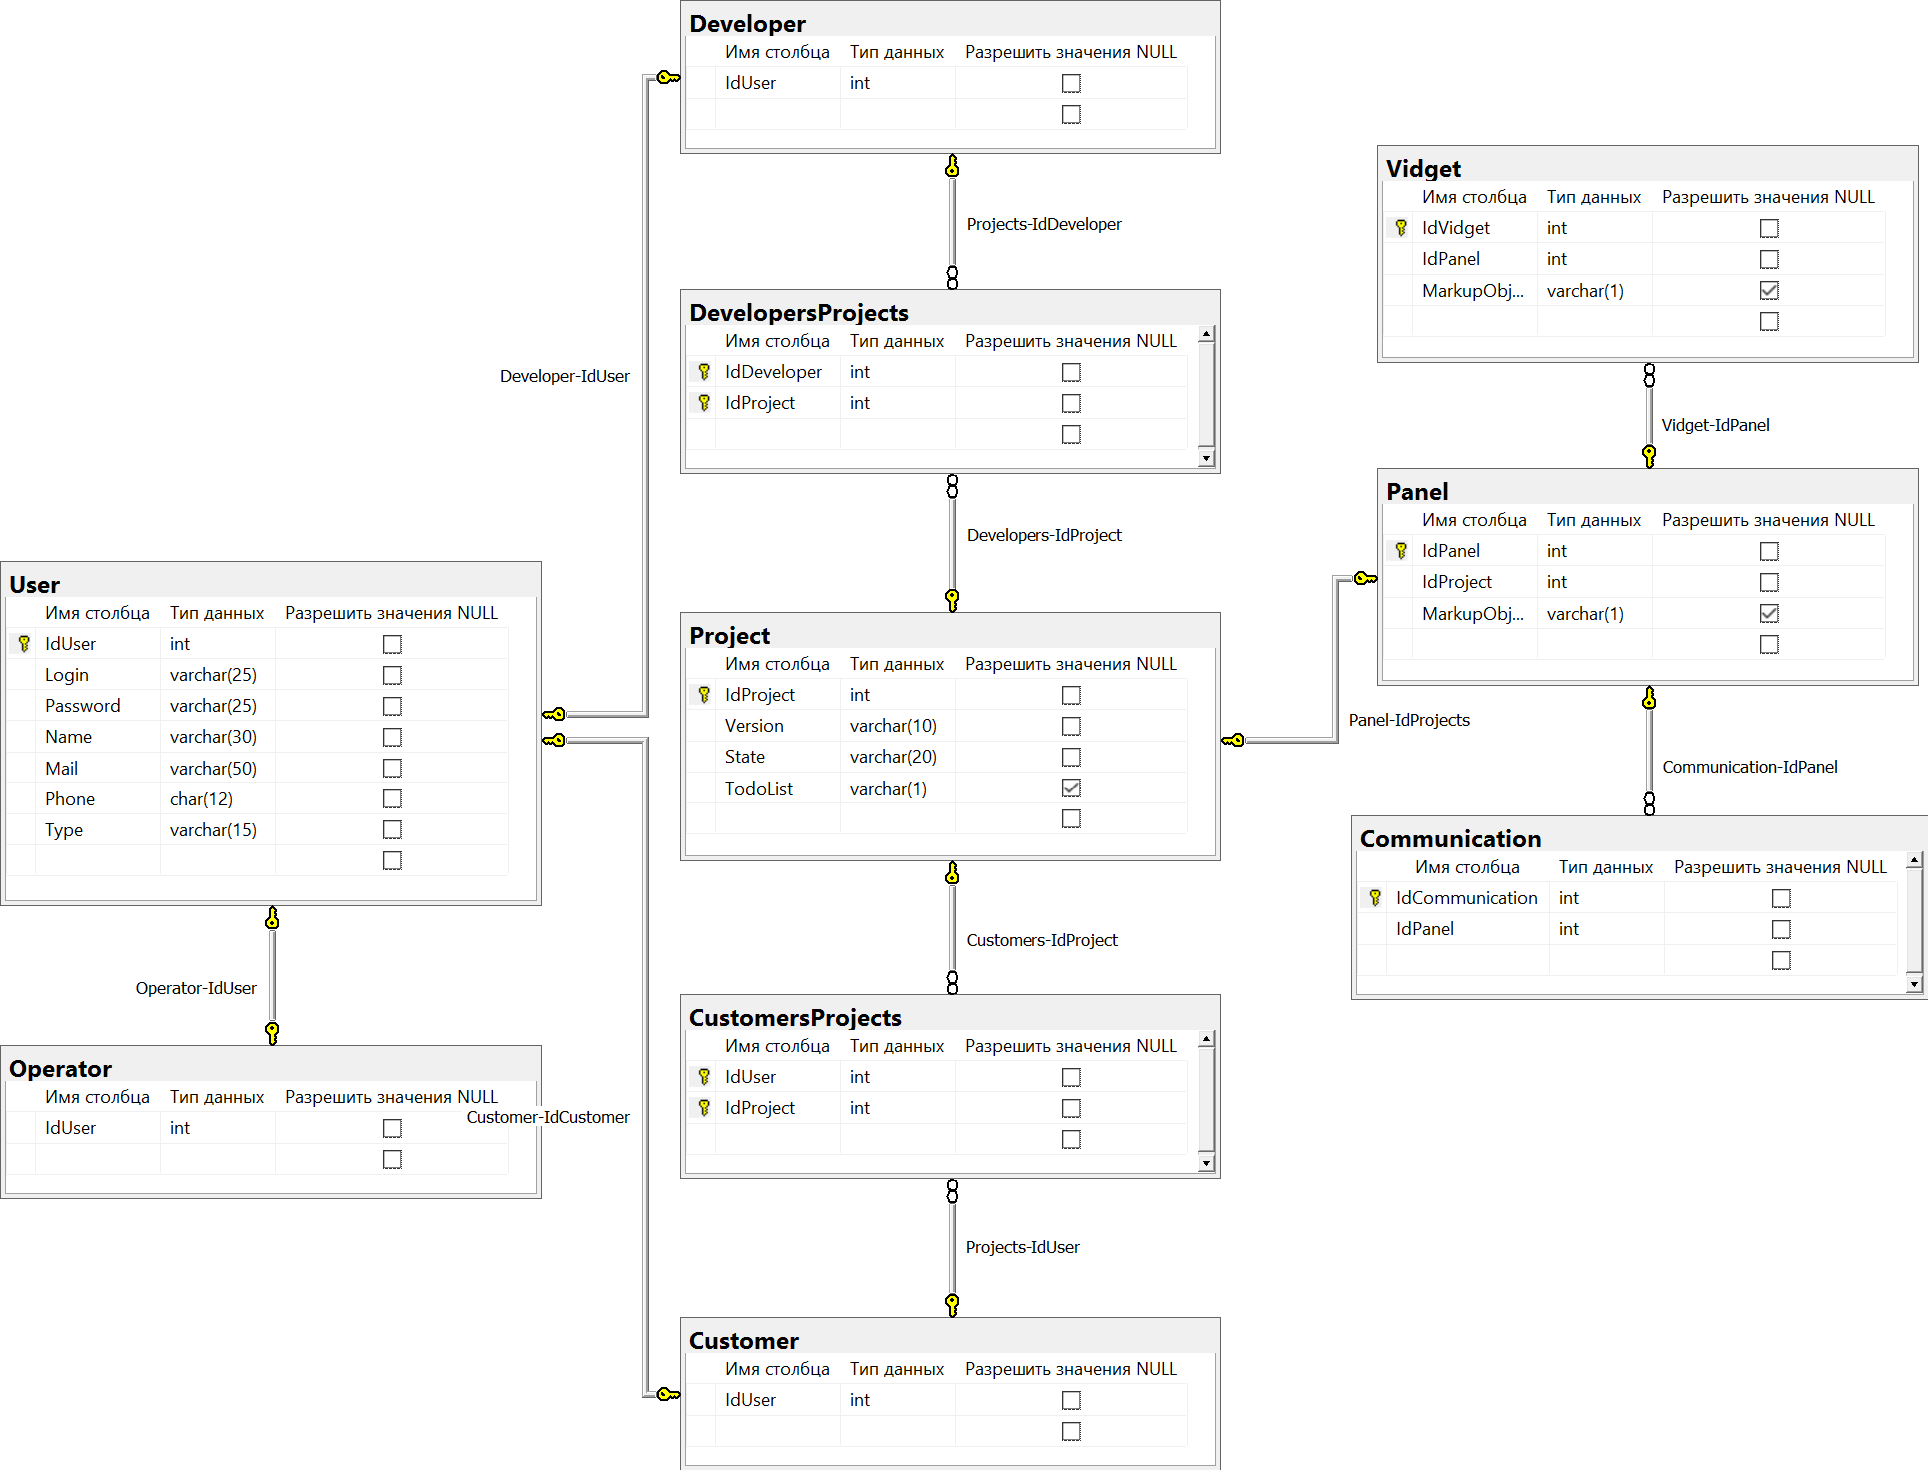 Developer
Имя столбца Тип данных Разрешить значения NULL
IdUser int
Projects-IdDeveloper
DevelopersProjects
Имя столбца Тип данных Разрешить значения NULL
IdDeveloper int
IdProject int
Developer-IdUser
Developers-IdProject
User
Имя столбца Тип данных Разрешить значения NULL
IdUser int
Login varchar(25)
Password varchar(25)
Name varchar(30)
Mail varchar(50)
Phone char(12)
Type varchar(15)
Operator-IdUser
Operator
Имя столбца Тип данных Разрешить значения NULL
IdUser int
Customer-IdCustomer
Project
Имя столбца Тип данных Разрешить значения NULL
IdProject int
Version varchar(10)
State varchar(20)
TodoList varchar(1)
Customers-IdProject
CustomersProjects
Имя столбца Тип данных Разрешить значения NULL
IdUser int
IdProject int
Projects-IdUser
Customer
Имя столбца Тип данных Разрешить значения NULL
IdUser int
Vidget
Имя столбца Тип данных Разрешить значения NULL
IdVidget int
IdPanel int
MarkupObj... varchar(1)
Vidget-IdPanel
Panel
Имя столбца Тип данных Разрешить значения NULL
IdPanel int
IdProject int
MarkupObj... varchar(1)
Panel-IdProjects
Communication-IdPanel
Communication
Имя столбца Тип данных Разрешить значения NULL
IdCommunication int
IdPanel int